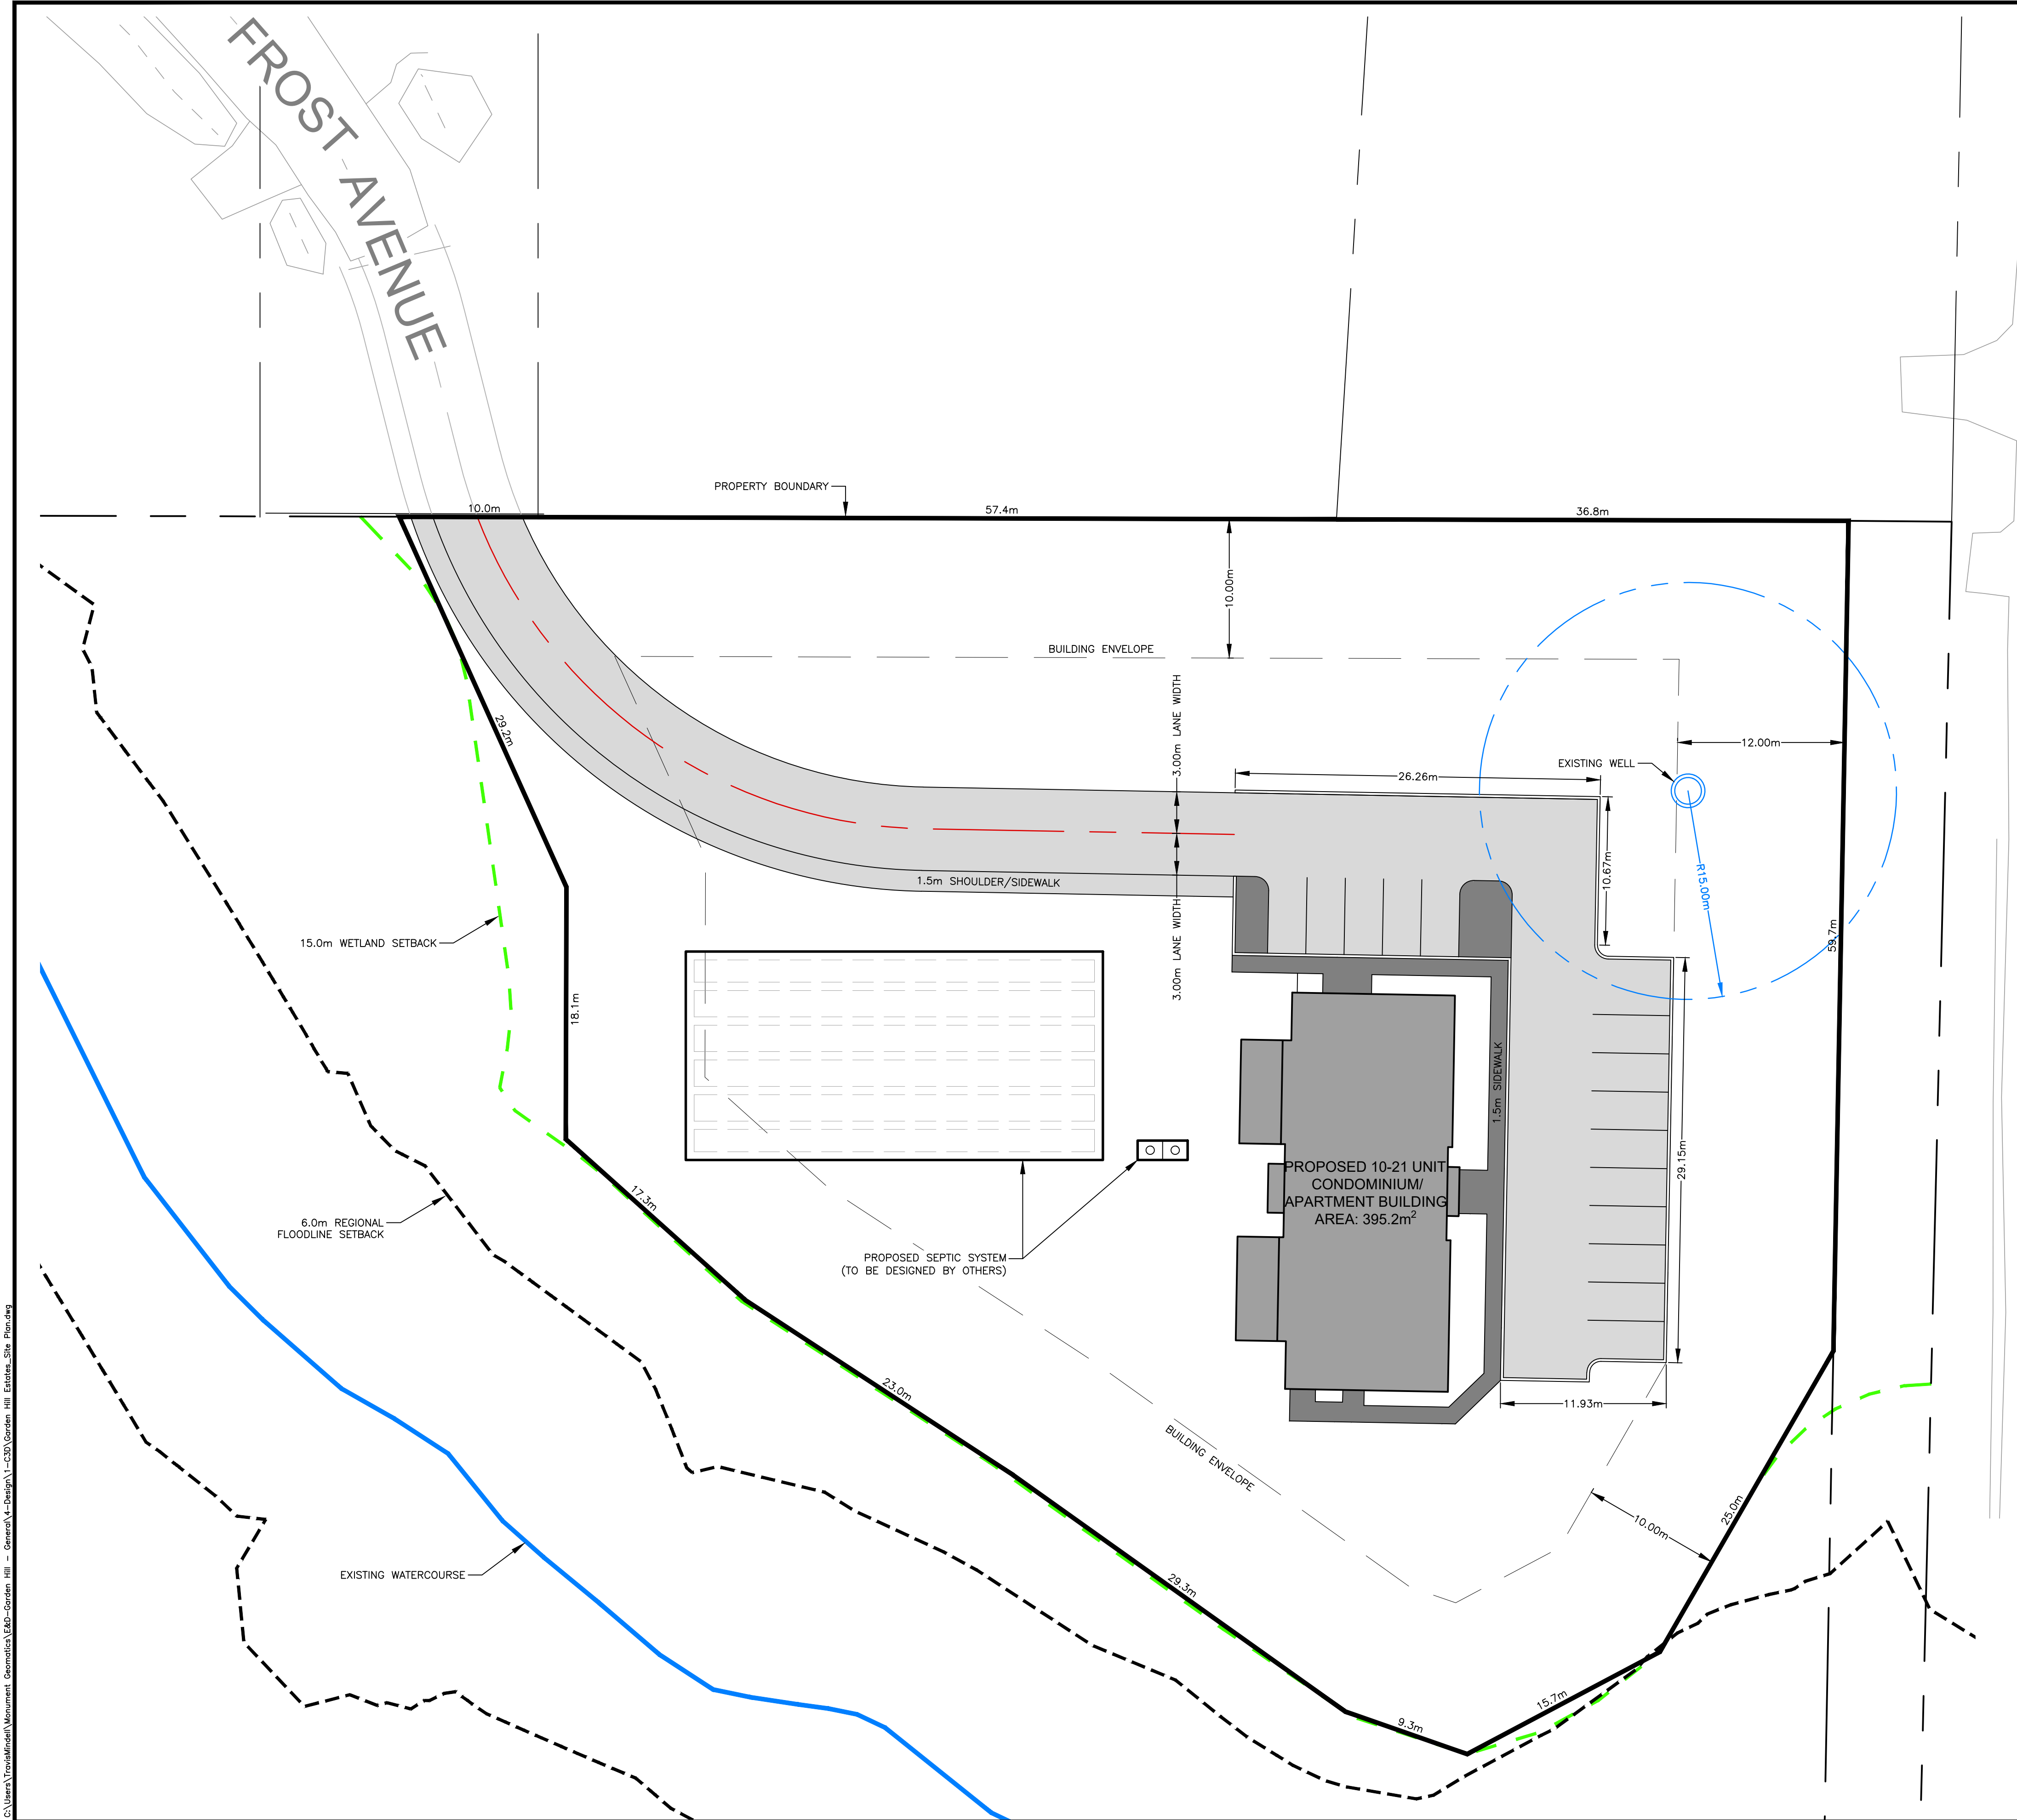 FROST AVENUE
PROPERTY BOUNDARY
10.0m
57.4m
36.8m
10.00m
BUILDING ENVELOPE
3.00m LANE WIDTH
12.00m
EXISTING WELL
26.26m
29.2m
10.67m
R15.00m
1.5m SHOULDER/SIDEWALK
3.00m LANE WIDTH
59.7m
15.0m WETLAND SETBACK
18.1m
1.5m SIDEWALK
29.15m
PROPOSED 10-21 UNIT
CONDOMINIUM/
APARTMENT BUILDING
AREA: 395.2m²
17.3m
6.0m REGIONAL
FLOODLINE SETBACK
PROPOSED SEPTIC SYSTEM
(TO BE DESIGNED BY OTHERS)
23.0m
11.93m
BUILDING ENVELOPE
25.0m
10.00m
EXISTING WATERCOURSE
29.3m
15.7m
9.3m
C:\Users\TravisMindell\Monument Geomatics\E&D-Garden Hill - General\4-Design\1-C3D\Garden Hill Estates_Site Plan.dwg